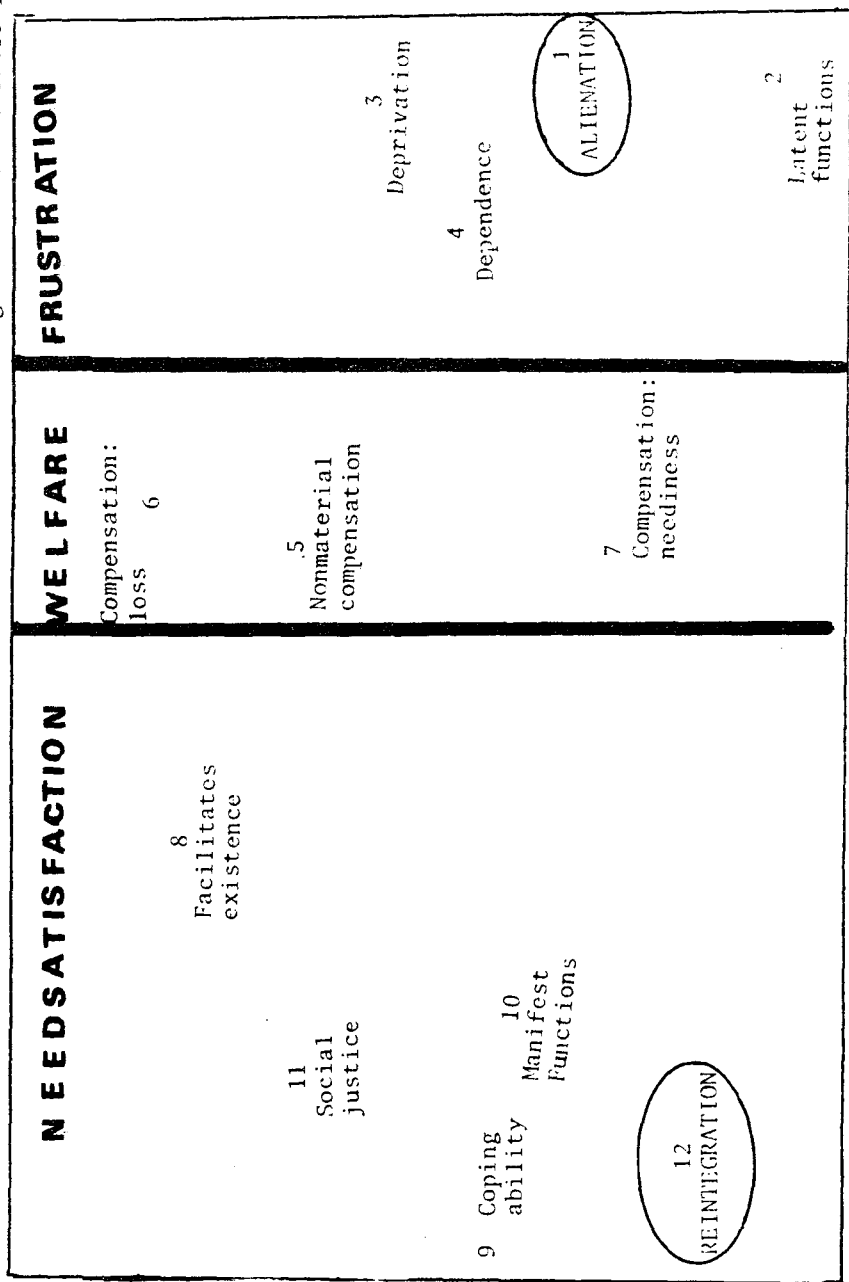 NEEDSATISFACTION
WELFARE
FRUSTRATION
8
Facilitates
existence
11
Social
justice
10
Manifest
Functions
9 Coping
ability
12
REINTEGRATION
Compensation:
loss 6
5
Nonmaterial
compensation
7
Compensation:
neediness
3
Deprivation
4
Dependence
1
ALIENATION
2
Latent
functions